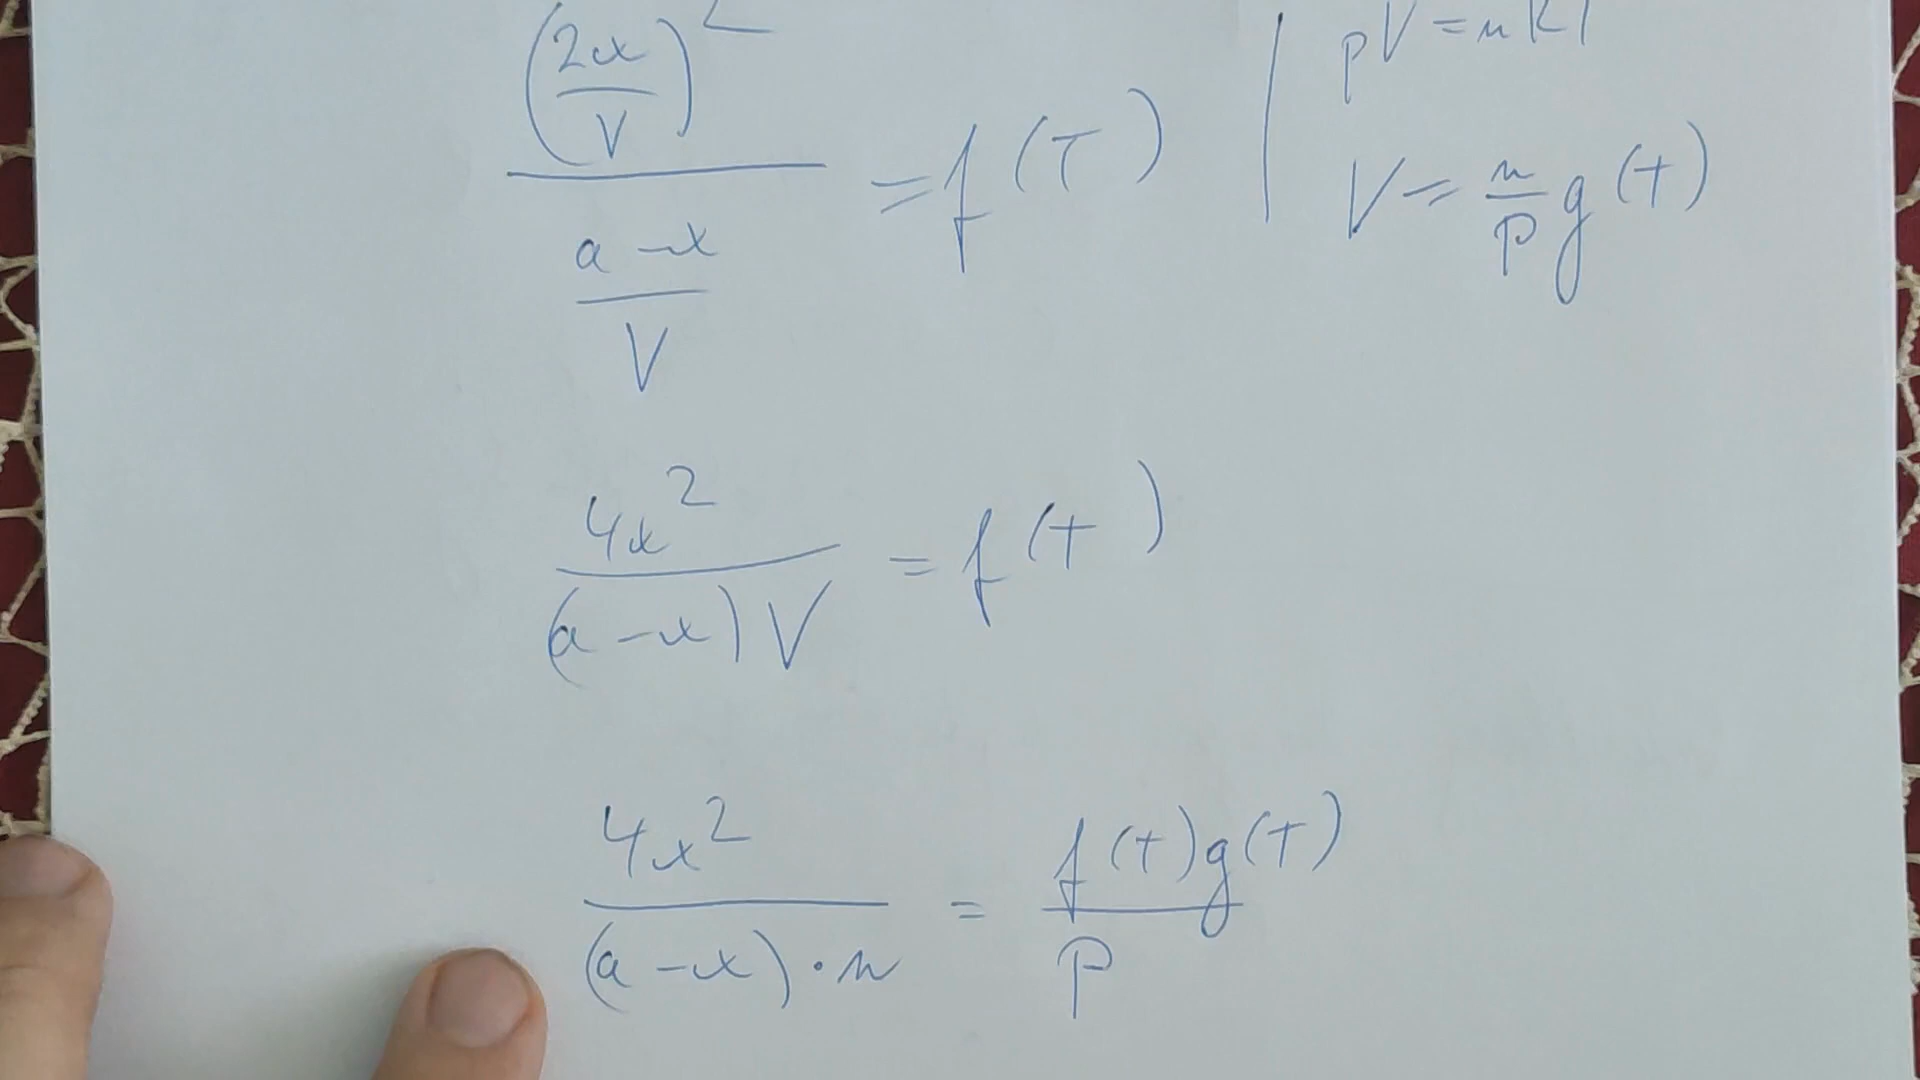 (2x/V)^2 / ((a-x)/V) = f(T)
pV = nRT
V = n/P g(T)
4x^2 / ((a-x)V) = f(T)
4x^2 / ((a-x)·n) = f(T)g(T) / P